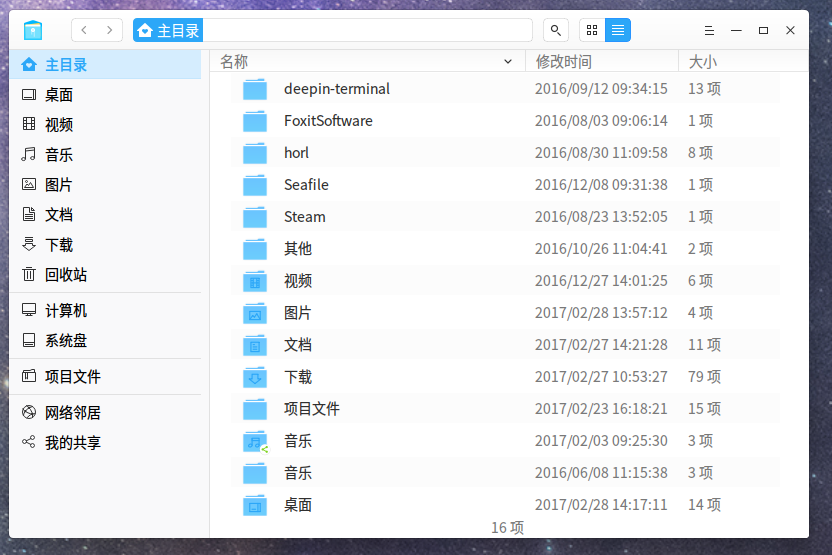 主目录
主目录
桌面
视频
音乐
图片
文档
下载
回收站
计算机
系统盘
项目文件
网络邻居
我的共享
名称 修改时间 大小
deepin-terminal 2016/09/12 09:34:15 13 项
FoxitSoftware 2016/08/03 09:06:14 1 项
horl 2016/08/30 11:09:58 8 项
Seafile 2016/12/08 09:31:38 1 项
Steam 2016/08/23 13:52:05 1 项
其他 2016/10/26 11:04:41 2 项
视频 2016/12/27 14:01:25 6 项
图片 2017/02/28 13:57:12 4 项
文档 2017/02/27 14:21:28 11 项
下载 2017/02/27 10:53:27 79 项
项目文件 2017/02/23 16:18:21 15 项
音乐 2017/02/03 09:25:30 3 项
音乐 2016/06/08 11:15:38 3 项
桌面 2017/02/28 14:17:11 14 项
16 项